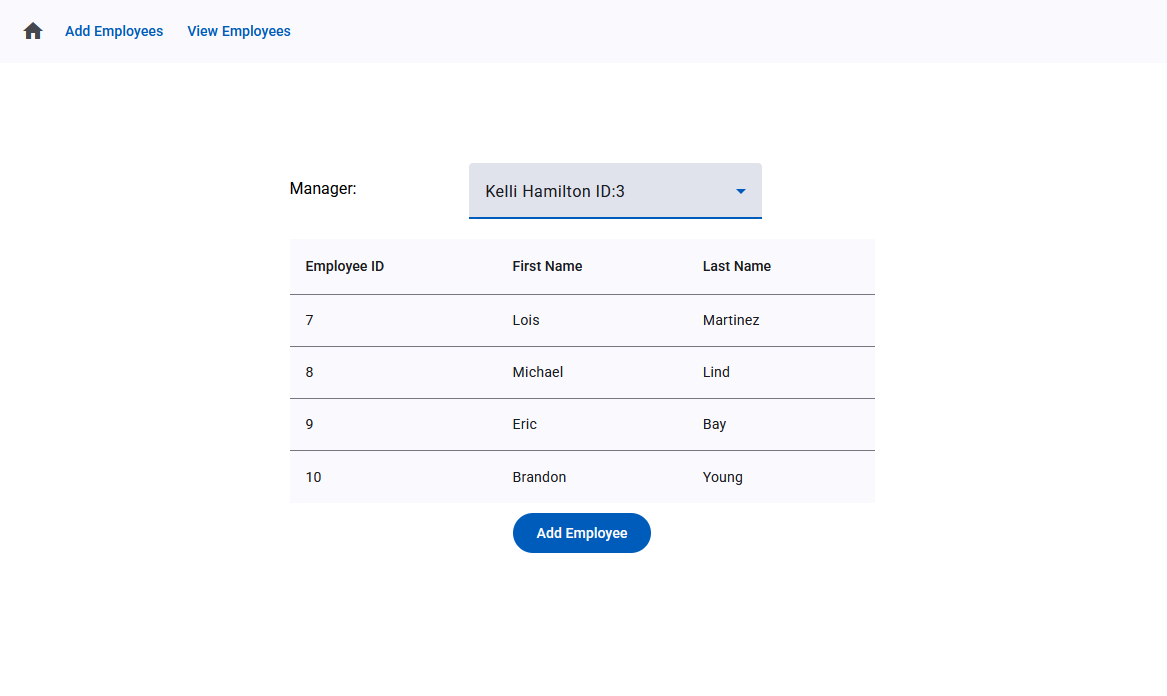 Add Employees View Employees
Manager: Kelli Hamilton ID:3
Employee ID First Name Last Name
7 Lois Martinez
8 Michael Lind
9 Eric Bay
10 Brandon Young
Add Employee